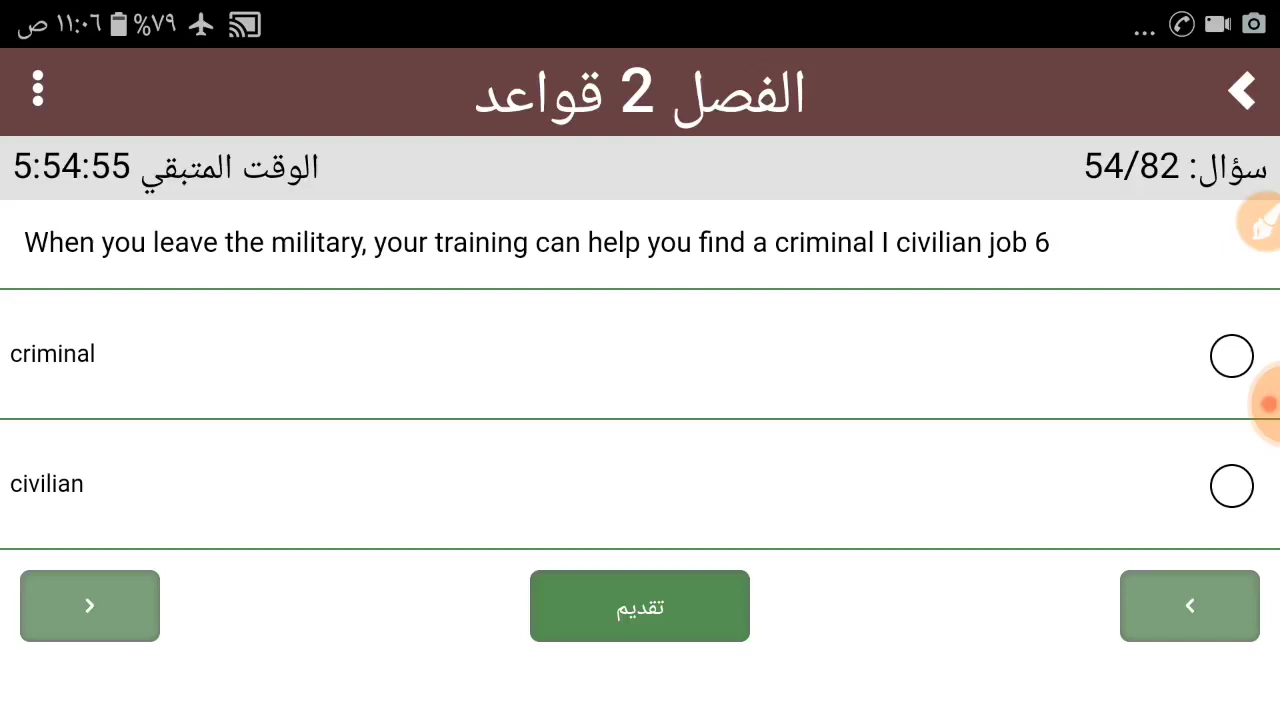 ص ١١:٠٦ %٧٩ ...
الفصل 2 قواعد
سؤال: 54/82
الوقت المتبقي 5:54:55
When you leave the military, your training can help you find a criminal I civilian job 6
criminal
civilian
تقديم